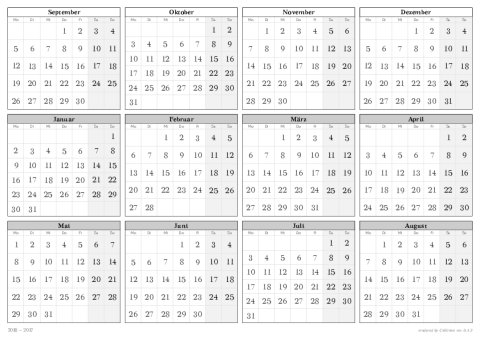 September
Mo Di Mi Do Fr Sa So
1 2 3 4
5 6 7 8 9 10 11
12 13 14 15 16 17 18
19 20 21 22 23 24 25
26 27 28 29 30
Oktober
Mo Di Mi Do Fr Sa So
1 2
3 4 5 6 7 8 9
10 11 12 13 14 15 16
17 18 19 20 21 22 23
24 25 26 27 28 29 30
31
November
Mo Di Mi Do Fr Sa So
1 2 3 4 5 6
7 8 9 10 11 12 13
14 15 16 17 18 19 20
21 22 23 24 25 26 27
28 29 30
Dezember
Mo Di Mi Do Fr Sa So
1 2 3 4
5 6 7 8 9 10 11
12 13 14 15 16 17 18
19 20 21 22 23 24 25
26 27 28 29 30 31
Januar
Mo Di Mi Do Fr Sa So
1
2 3 4 5 6 7 8
9 10 11 12 13 14 15
16 17 18 19 20 21 22
23 24 25 26 27 28 29
30 31
Februar
Mo Di Mi Do Fr Sa So
1 2 3 4 5
6 7 8 9 10 11 12
13 14 15 16 17 18 19
20 21 22 23 24 25 26
27 28
März
Mo Di Mi Do Fr Sa So
1 2 3 4 5
6 7 8 9 10 11 12
13 14 15 16 17 18 19
20 21 22 23 24 25 26
27 28 29 30 31
April
Mo Di Mi Do Fr Sa So
1 2
3 4 5 6 7 8 9
10 11 12 13 14 15 16
17 18 19 20 21 22 23
24 25 26 27 28 29 30
Mai
Mo Di Mi Do Fr Sa So
1 2 3 4 5 6 7
8 9 10 11 12 13 14
15 16 17 18 19 20 21
22 23 24 25 26 27 28
29 30 31
Juni
Mo Di Mi Do Fr Sa So
1 2 3 4
5 6 7 8 9 10 11
12 13 14 15 16 17 18
19 20 21 22 23 24 25
26 27 28 29 30
Juli
Mo Di Mi Do Fr Sa So
1 2
3 4 5 6 7 8 9
10 11 12 13 14 15 16
17 18 19 20 21 22 23
24 25 26 27 28 29 30
31
August
Mo Di Mi Do Fr Sa So
1 2 3 4 5 6
7 8 9 10 11 12 13
14 15 16 17 18 19 20
21 22 23 24 25 26 27
28 29 30 31
2016 - 2017